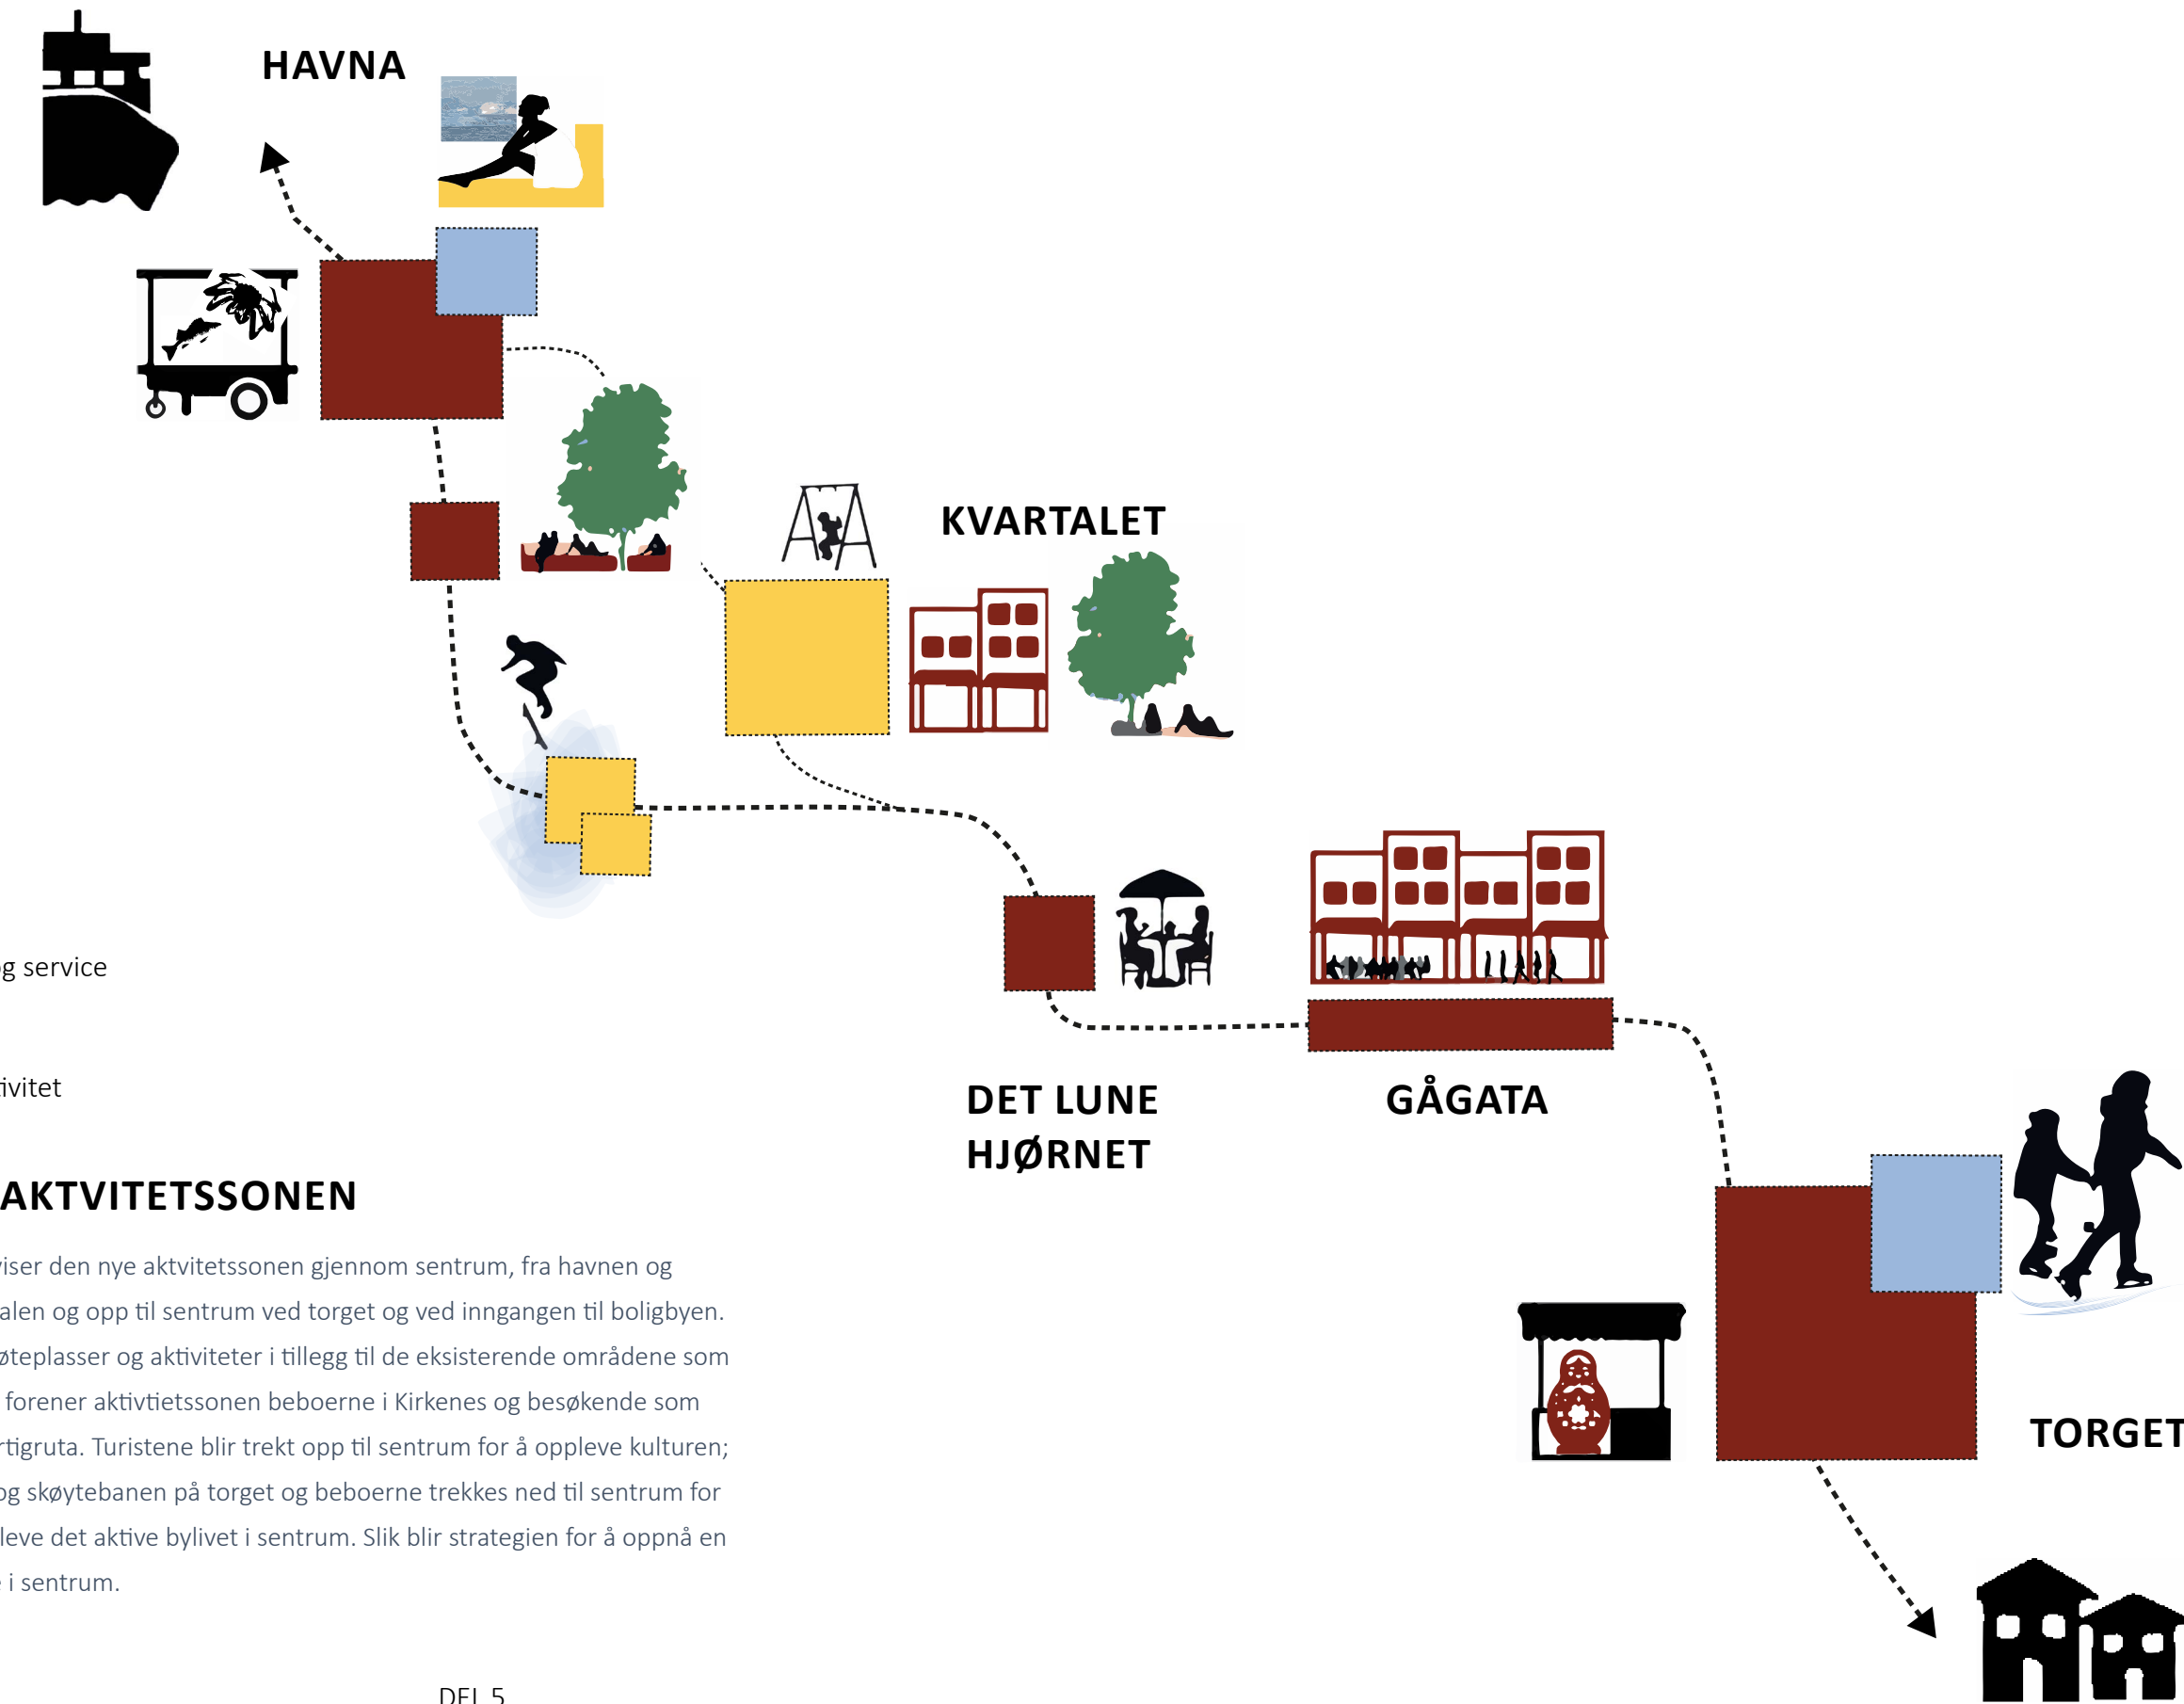 HAVNA
KVARTALET
g service
DET LUNE
HJØRNET
GÅGATA
ivitet
AKTVITETSSONEN
viser den nye aktvitetssonen gjennom sentrum, fra havnen og
alen og opp til sentrum ved torget og ved inngangen til boligbyen.
øteplasser og aktiviteter i tillegg til de eksisterende områdene som
forener aktivtietssonen beboerne i Kirkenes og besøkende som
rtigruta. Turistene blir trekt opp til sentrum for å oppleve kulturen;
og skøytebanen på torget og beboerne trekkes ned til sentrum for
leve det aktive bylivet i sentrum. Slik blir strategien for å oppnå en
i sentrum.
TORGET
DEL 5